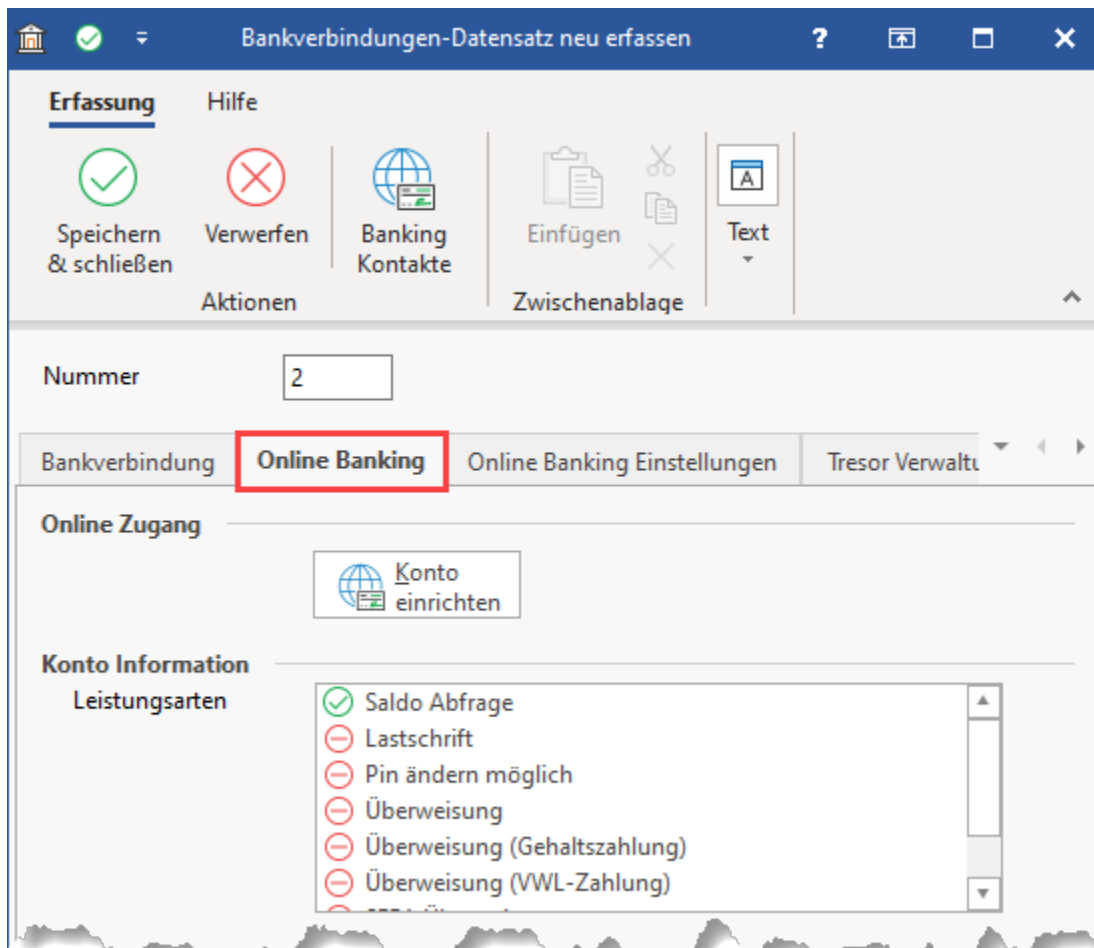 Bankverbindungen-Datensatz neu erfassen
Erfassung Hilfe
Speichern & schließen
Verwerfen
Banking Kontakte
Einfügen
Text
Aktionen
Zwischenablage
Nummer 2
Bankverbindung Online Banking Online Banking Einstellungen Tresor
Online Zugang
Konto
einrichten
Konto Information
Leistungsarten
Saldo Abfrage
Lastschrift
Pin ändern möglich
Überweisung
Überweisung (Gehaltszahlung)
Überweisung (VWL-Zahlung)